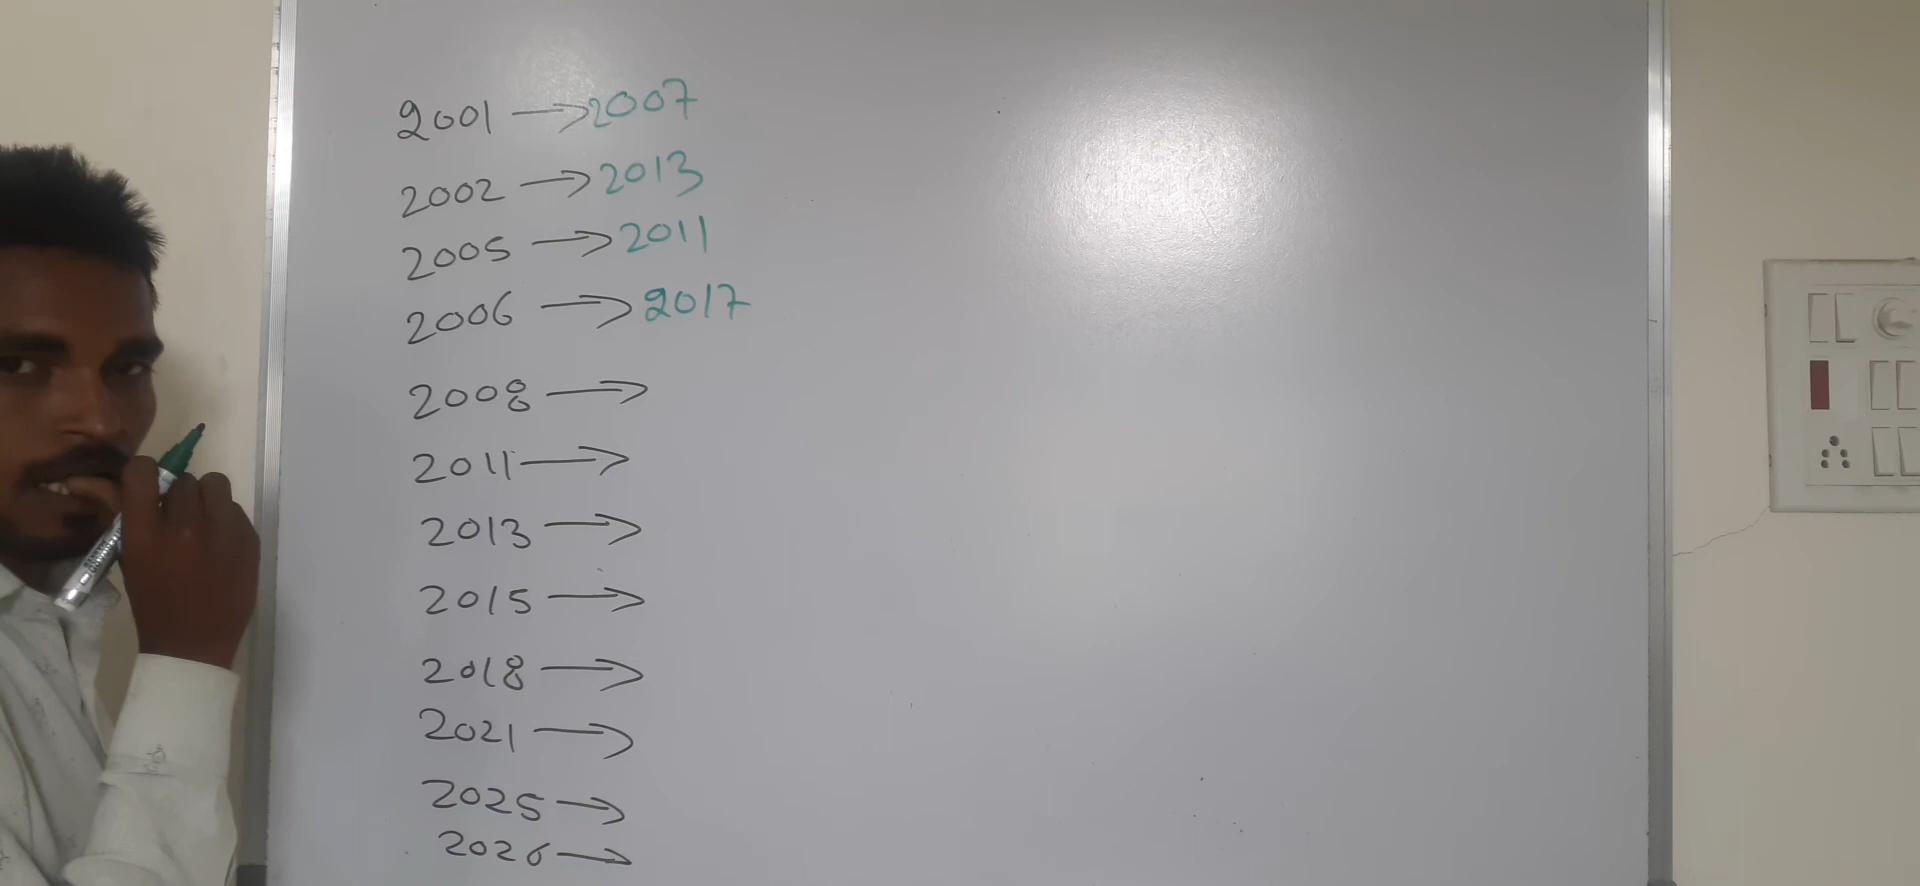 2001 → 2007
2002 → 2013
2005 → 2011
2006 → 2017
2008 →
2011 →
2013 →
2015 →
2018 →
2021 →
2025 →
2026 →